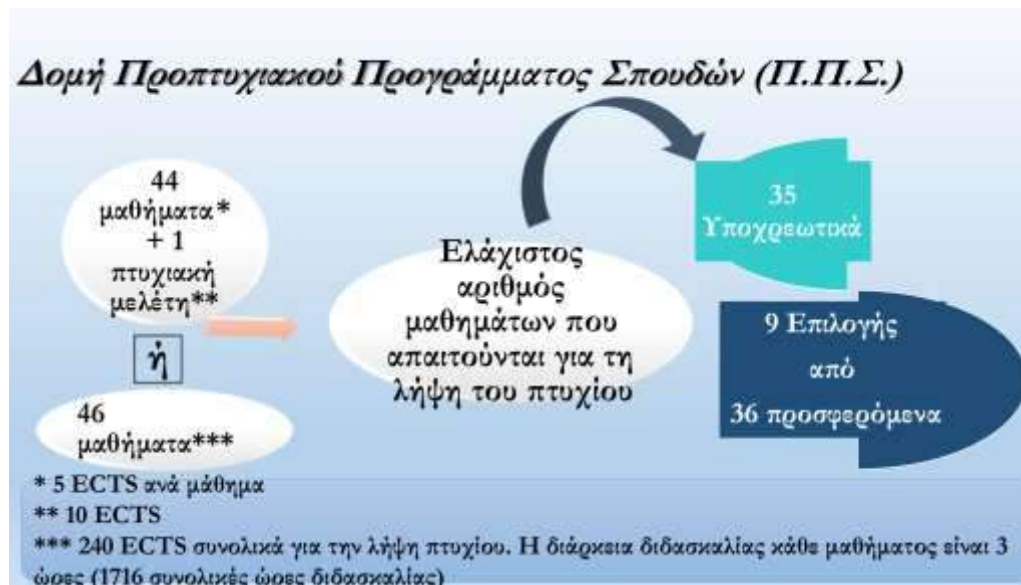 Δομή Προπτυχιακού Προγράμματος Σπουδών (Π.Π.Σ.)
44
μαθήματα*
+ 1
πτυχιακή
μελέτη**
ή
46
μαθήματα***
Ελάχιστος
αριθμός
μαθημάτων που
απαιτούνται για τη
λήψη του πτυχίου
35
Υποχρεωτικά
9 Επιλογής
από
36 προσφερόμενα
* 5 ECTS ανά μάθημα
** 10 ECTS
*** 240 ECTS συνολικά για την λήψη πτυχίου. Η διάρκεια διδασκαλίας κάθε μαθήματος είναι 3
ώρες (1716 συνολικές ώρες διδασκαλίας)